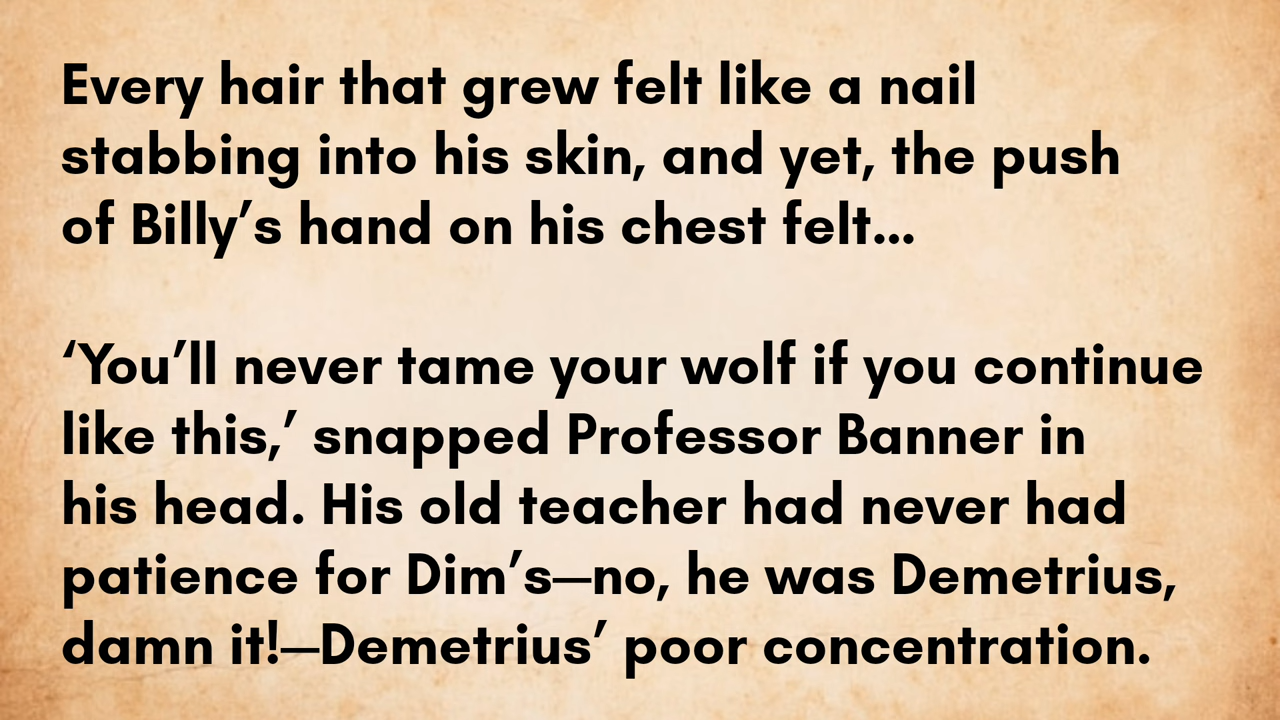 Every hair that grew felt like a nail
stabbing into his skin, and yet, the push
of Billy’s hand on his chest felt...
‘You’ll never tame your wolf if you continue
like this,’ snapped Professor Banner in
his head. His old teacher had never had
patience for Dim’s—no, he was Demetrius,
damn it!—Demetrius’ poor concentration.